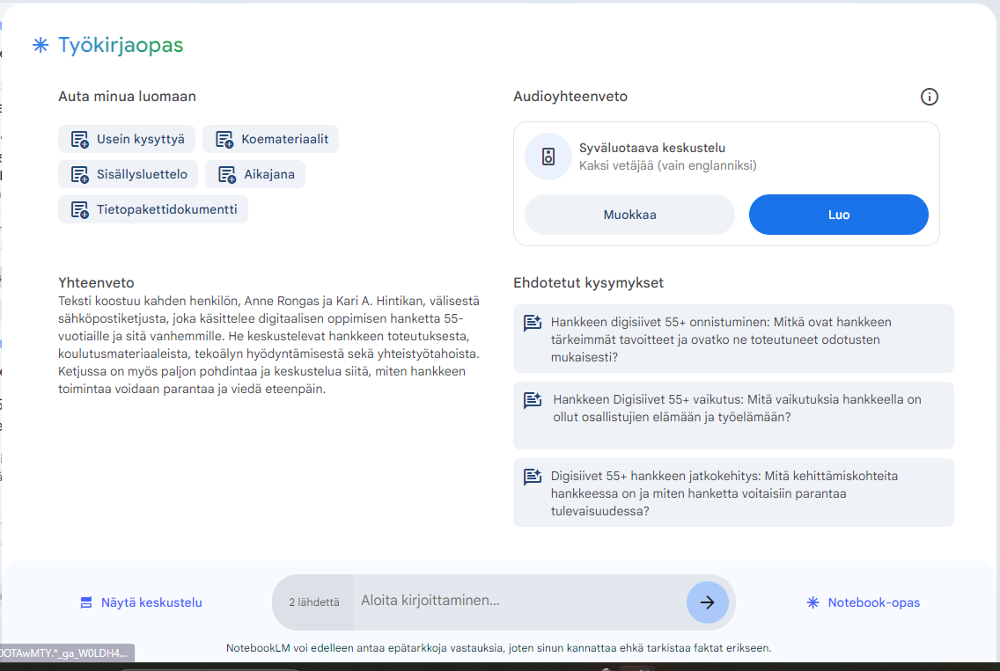 Työkirjaopas
Auta minua luomaan
Usein kysyttyä
Koemateriaalit
Sisällysluettelo
Aikajana
Tietopakettidokumentti
Audioyhteenveto
Syväluotaava keskustelu
Kaksi vetäjää (vain englanniksi)
Muokkaa
Luo
Yhteenveto
Teksti koostuu kahden henkilön, Anne Rongas ja Kari A. Hintikan, välisestä
sähköpostiketjusta, joka käsittelee digitaalisen oppimisen hanketta 55-
vuotiaille ja sitä vanhemmille. He keskustelevat hankkeen toteutuksesta,
koulutusmateriaaleista, tekoälyn hyödyntämisestä sekä yhteistyötahoista.
Ketjussa on myös paljon pohdintaa ja keskustelua siitä, miten hankkeen
toimintaa voidaan parantaa ja viedä eteenpäin.
Ehdotetut kysymykset
Hankkeen digisiivet 55+ onnistuminen: Mitkä ovat hankkeen
tärkeimmät tavoitteet ja ovatko ne toteutuneet odotusten
mukaisesti?
Hankkeen Digisiivet 55+ vaikutus: Mitä vaikutuksia hankkeella on
ollut osallistujien elämään ja työelämään?
Digisiivet 55+ hankkeen jatkokehitys: Mitä kehittämiskohteita
hankkeessa on ja miten hanketta voitaisiin parantaa
tulevaisuudessa?
Näytä keskustelu
2 lähdettä
Aloita kirjoittaminen...
Notebook-opas
NotebookLM voi edelleen antaa epätarkkoja vastauksia, joten sinun kannattaa ehkä tarkistaa faktat erikseen.